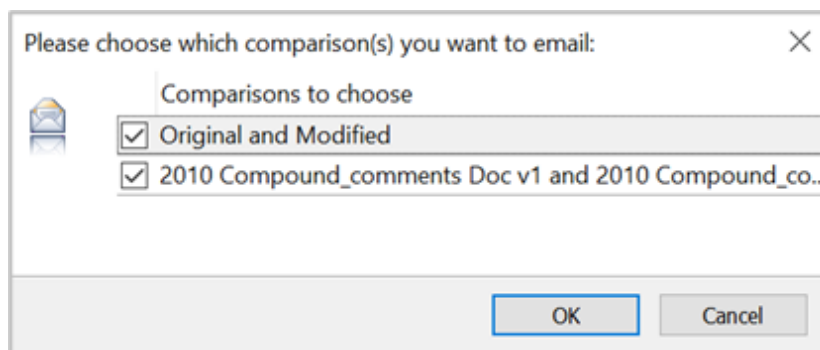 Please choose which comparison(s) you want to email:
Comparisons to choose
Original and Modified
2010 Compound_comments Doc v1 and 2010 Compound_co..
OK
Cancel